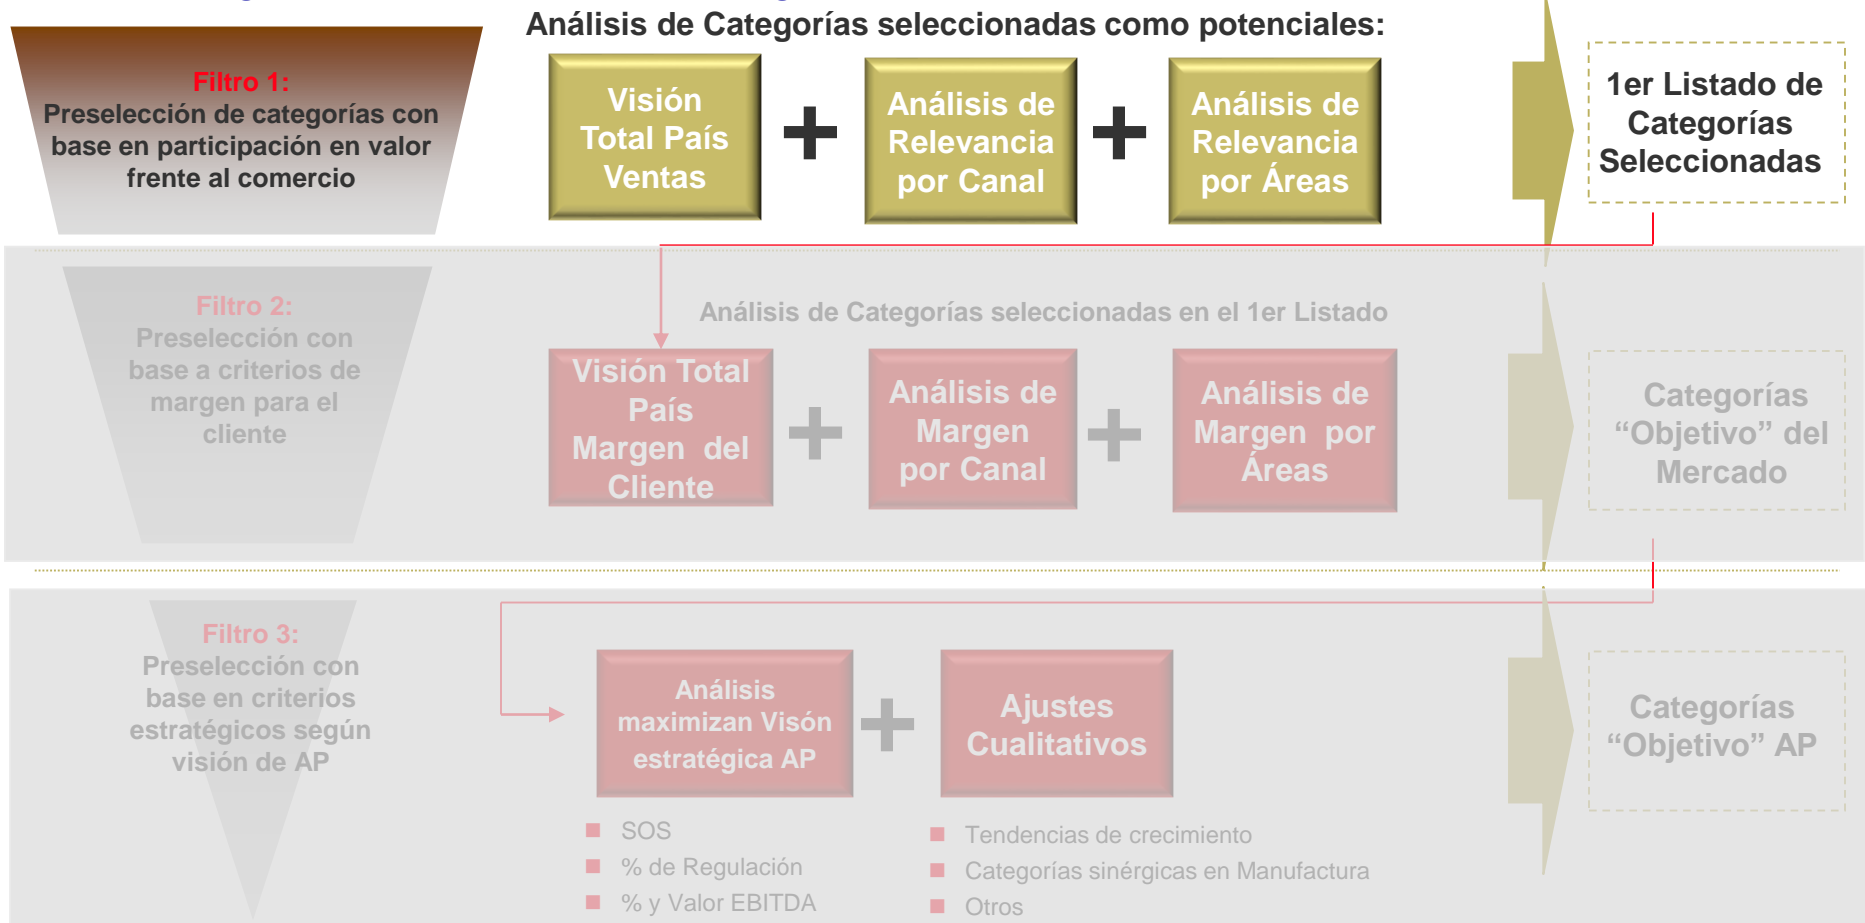 Análisis de Categorías seleccionadas como potenciales:
Filtro 1:
Preselección de categorías con
base en participación en valor
frente al comercio
Visión
Total País
Ventas
+
Análisis de
Relevancia
por Canal
+
Análisis de
Relevancia
por Áreas
1er Listado de
Categorías
Seleccionadas
Filtro 2:
Preselección con
base a criterios de
margen para el
cliente
Análisis de Categorías seleccionadas en el 1er Listado
Visión Total
País
Margen del
Cliente
+
Análisis de
Margen
por Canal
+
Análisis de
Margen por
Áreas
Categorías
“Objetivo” del
Mercado
Filtro 3:
Preselección con
base en criterios
estratégicos según
visión de AP
Análisis
maximizan Visón
estratégica AP
+
Ajustes
Cualitativos
Categorías
“Objetivo” AP
SOS
% de Regulación
% y Valor EBITDA
Tendencias de crecimiento
Categorías sinérgicas en Manufactura
Otros